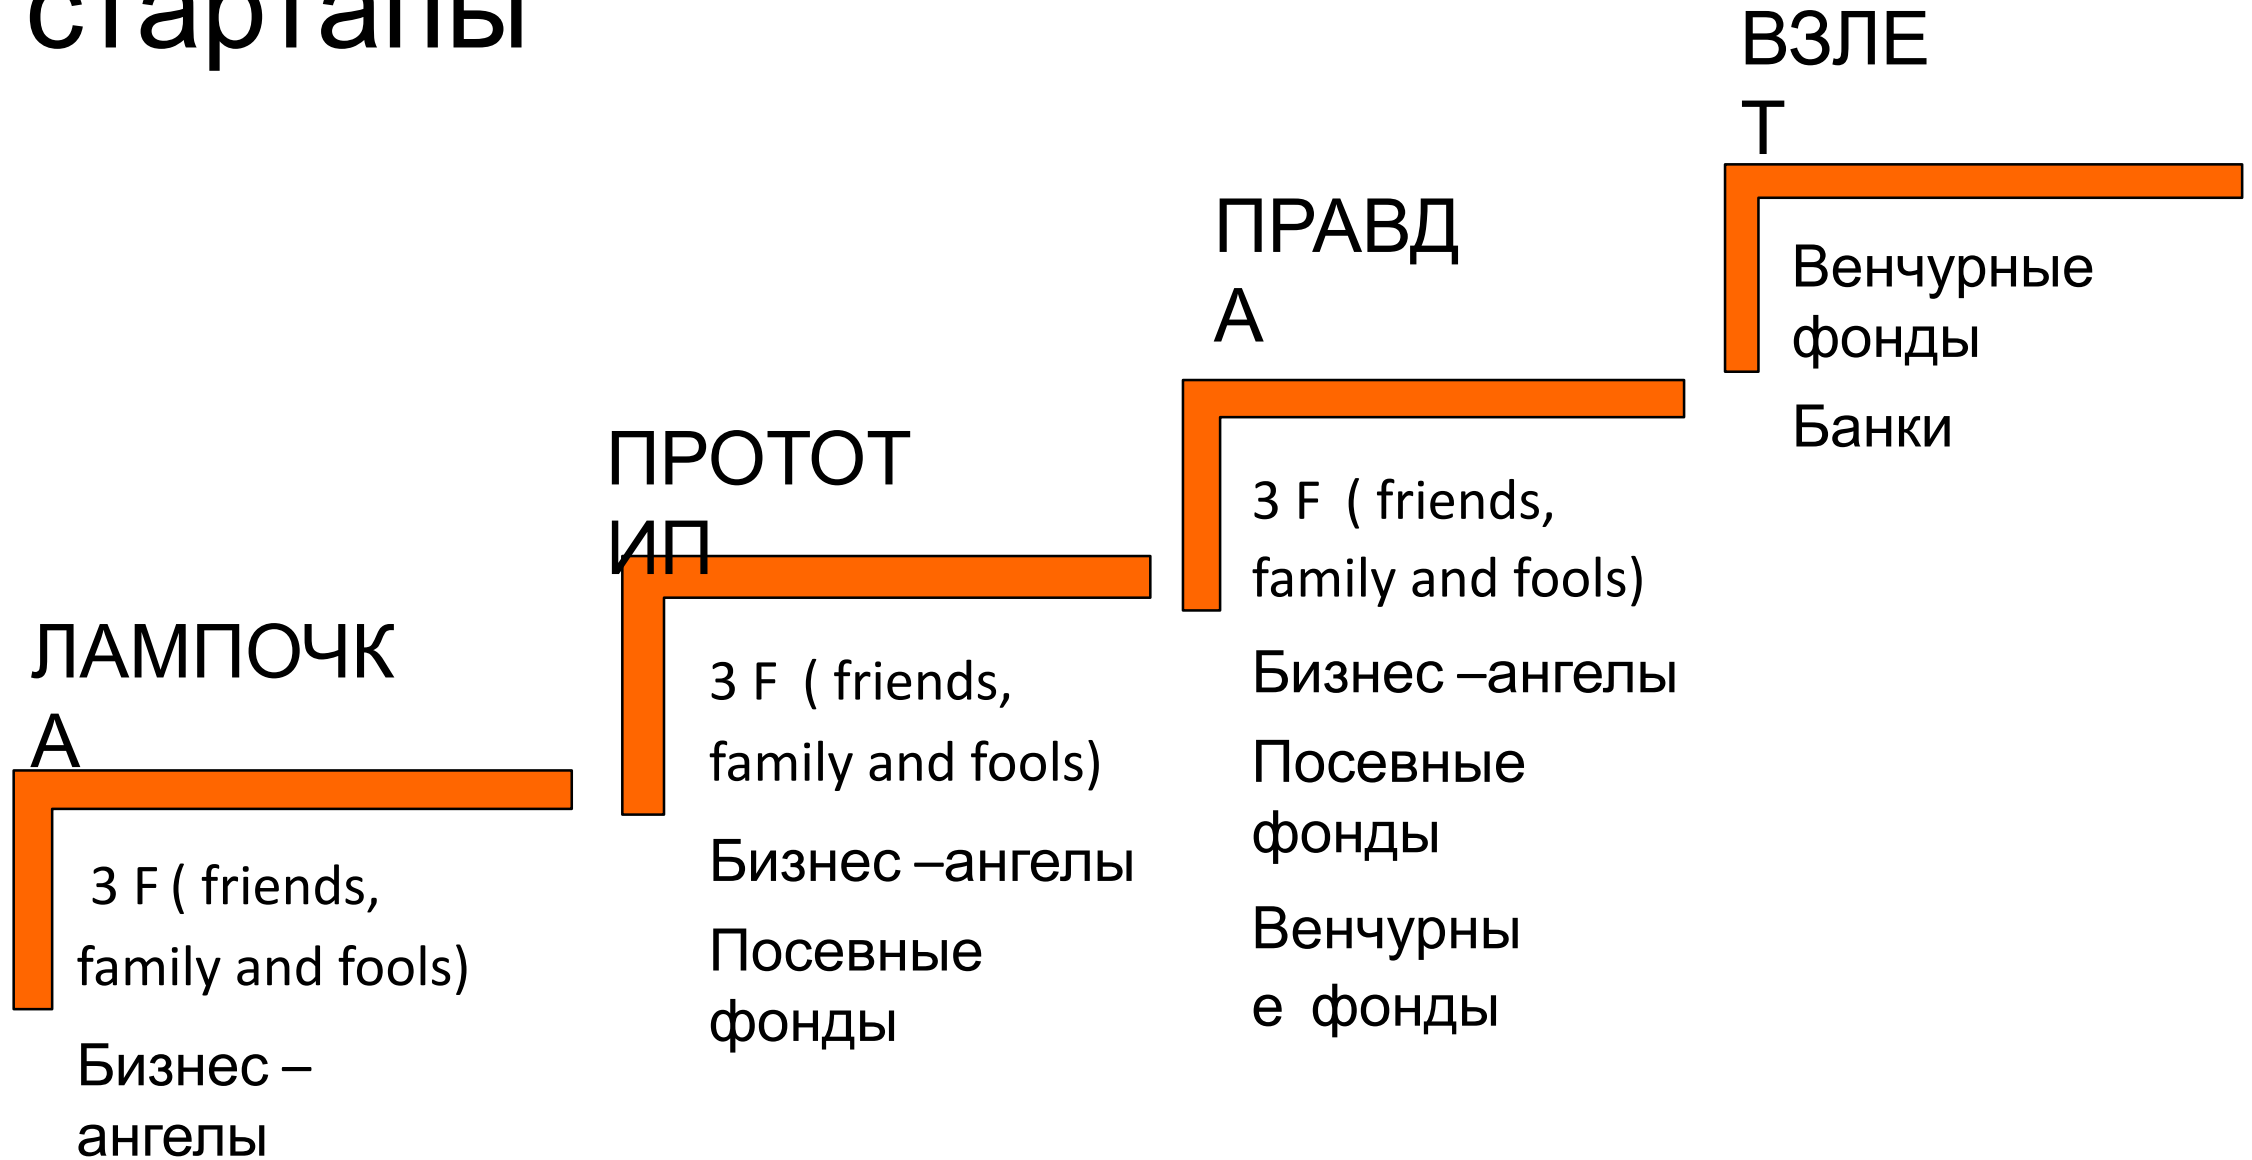 стартапы
ЛАМПОЧК
А
3 F ( friends,
family and fools)
Бизнес –
ангелы
ПРОТОТ
ИП
3 F ( friends,
family and fools)
Бизнес –ангелы
Посевные
фонды
ПРАВД
А
3 F ( friends,
family and fools)
Бизнес –ангелы
Посевные
фонды
Венчурны
е фонды
ВЗЛЕ
Т
Венчурные
фонды
Банки